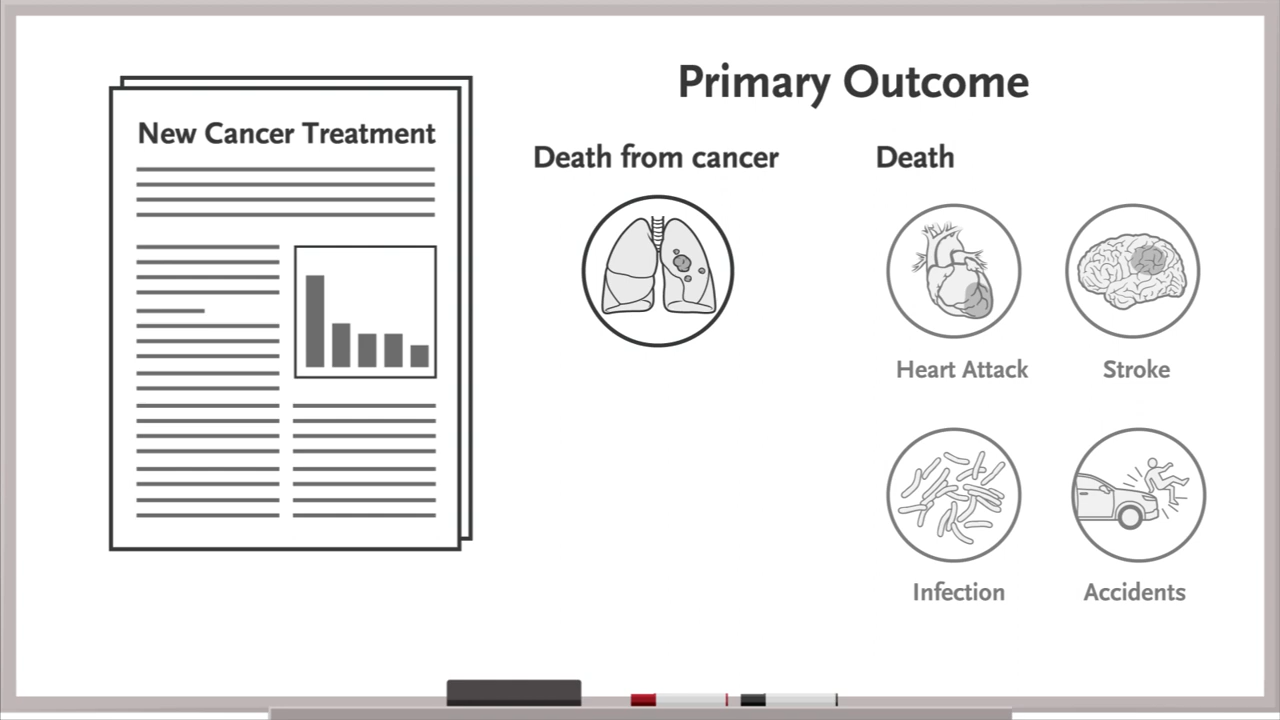 New Cancer Treatment
Primary Outcome
Death from cancer
Death
Heart Attack
Stroke
Infection
Accidents